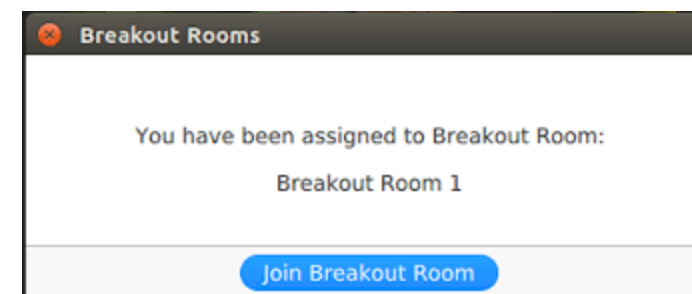 Breakout Rooms
You have been assigned to Breakout Room:
Breakout Room 1
Join Breakout Room